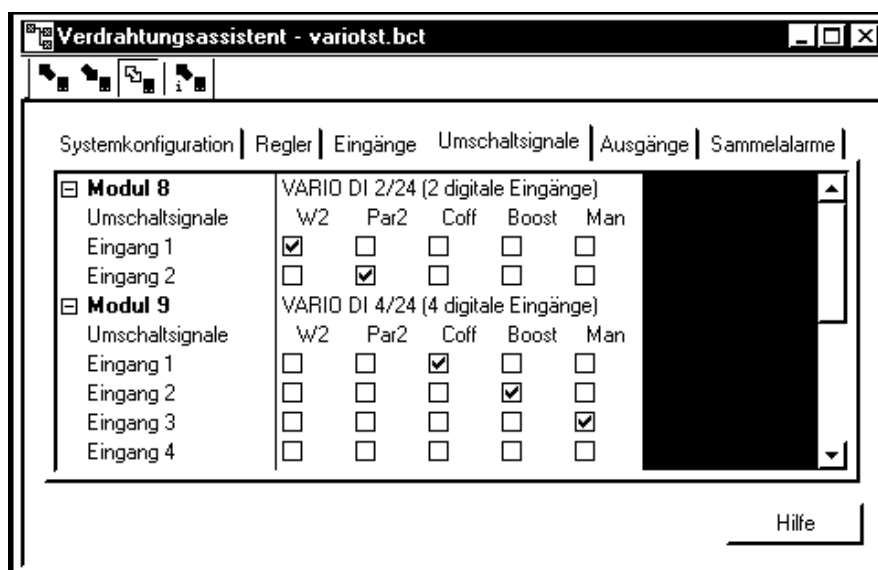 Verdrahtungsassistent - variotst.bct
Systemkonfiguration Regler Eingänge Umschaltsignale Ausgänge Sammelalarme
Modul 8 VARIO DI 2/24 (2 digitale Eingänge)
Umschaltsignale W2 Par2 Coff Boost Man
Eingang 1
Eingang 2
Modul 9 VARIO DI 4/24 (4 digitale Eingänge)
Umschaltsignale W2 Par2 Coff Boost Man
Eingang 1
Eingang 2
Eingang 3
Eingang 4
Hilfe